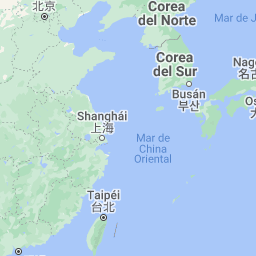 北京
Corea
del Norte
Mar de J
Corea
del Sur
Nago
名古
Busán
부산
Os
大
Shanghái
上海
Mar de
China
Oriental
Taipéi
台北